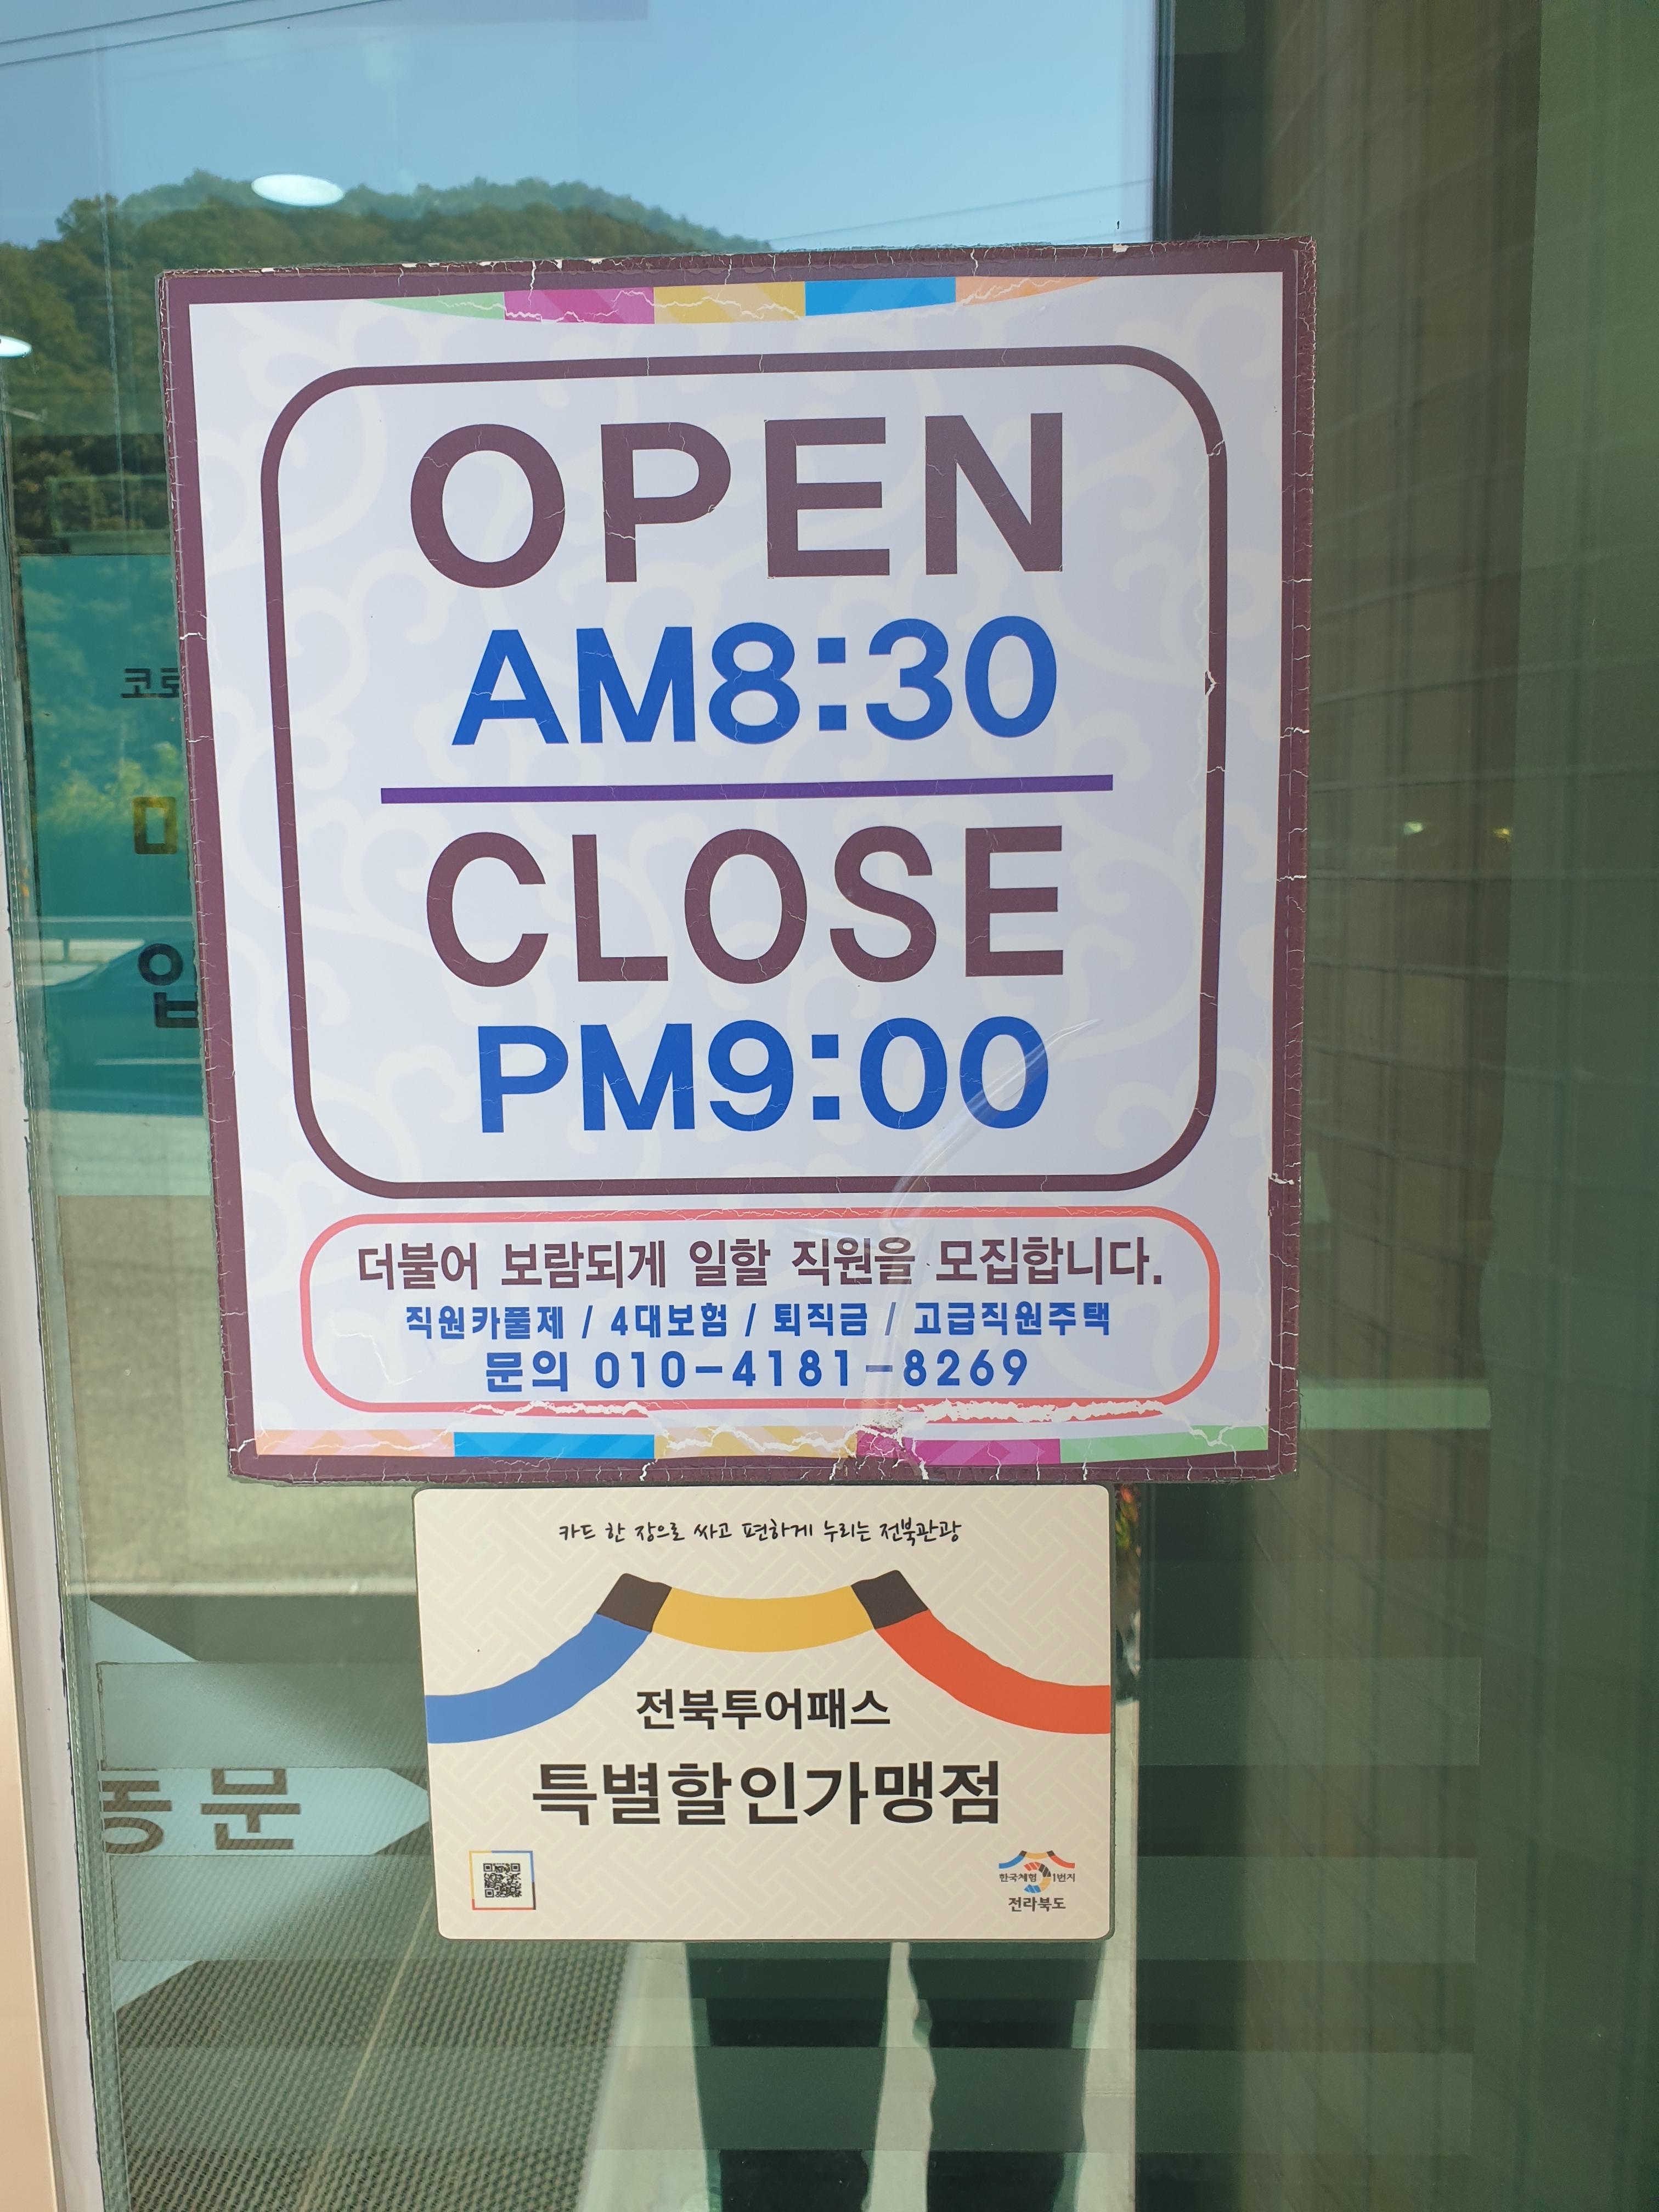 OPEN
AM8:30
CLOSE
PM9:00
더불어 보람되게 일할 직원을 모집합니다.
직원카풀제 / 4대보험 / 퇴직금 / 고급직원주택
문의 010-4181-8269
카드 한 장으로 싸고 편하게 누리는 전북관광
전북투어패스
특별할인가맹점
한국체험 1번지
전라북도
동문